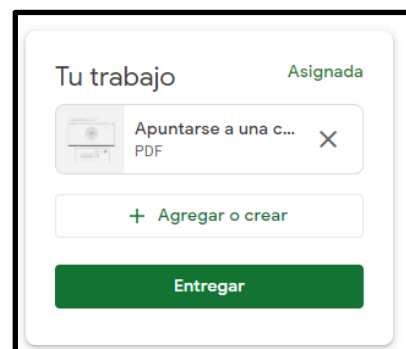 Tu trabajo
Asignada
Apuntarse a una c...
PDF
+ Agregar o crear
Entregar